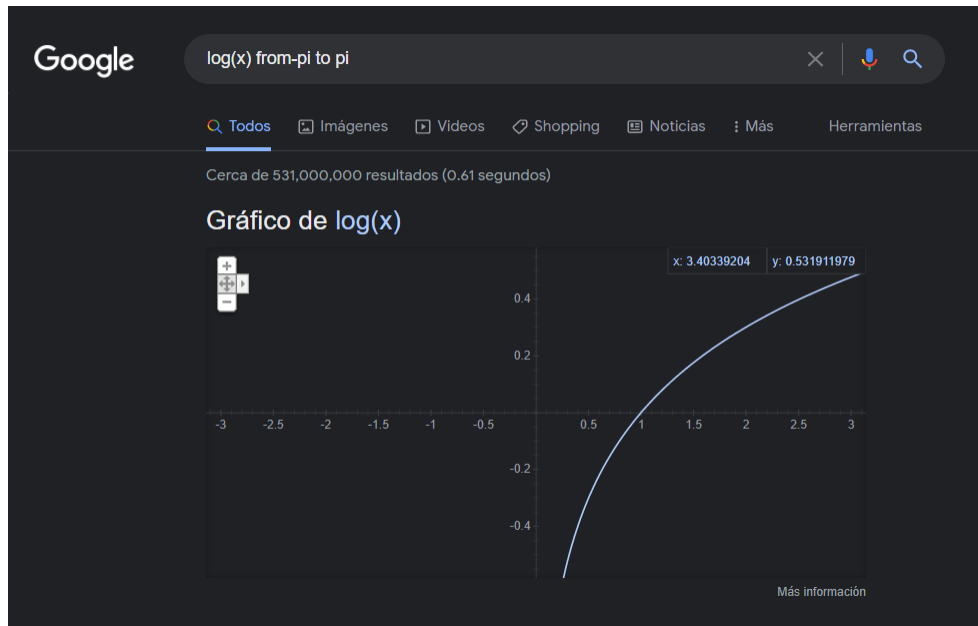 Google
log(x) from-pi to pi
Todos Imágenes Videos Shopping Noticias Más Herramientas
Cerca de 531,000,000 resultados (0.61 segundos)
Gráfico de log(x)
x: 3.40339204 y: 0.531911979
0.4
0.2
-3 -2.5 -2 -1.5 -1 -0.5 0.5 1 1.5 2 2.5 3
-0.2
-0.4
Más información